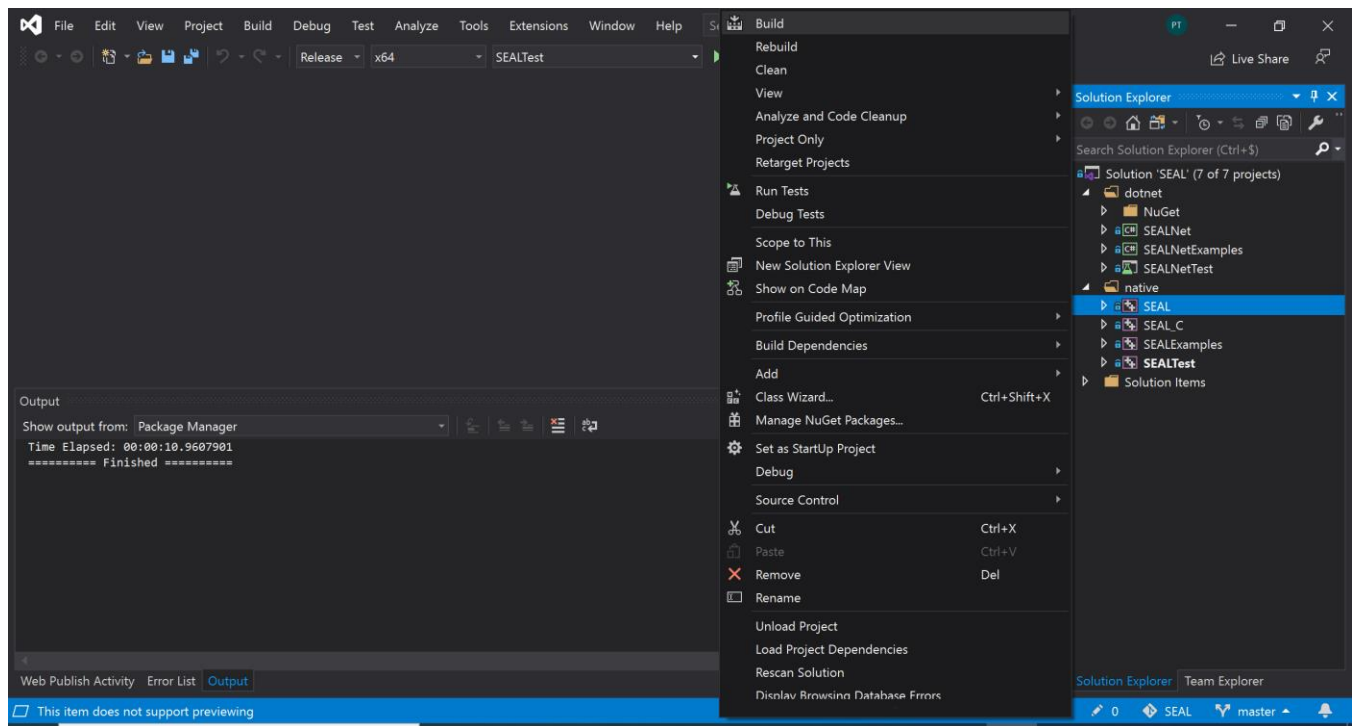 File Edit View Project Build Debug Test Analyze Tools Extensions Window Help
PT
Release x64 SEALTest
Live Share
Build
Rebuild
Clean
View
Analyze and Code Cleanup
Project Only
Retarget Projects
Run Tests
Debug Tests
Scope to This
New Solution Explorer View
Show on Code Map
Profile Guided Optimization
Build Dependencies
Add
Class Wizard... Ctrl+Shift+X
Manage NuGet Packages...
Set as StartUp Project
Debug
Source Control
Cut Ctrl+X
Paste Ctrl+V
Remove Del
Rename
Unload Project
Load Project Dependencies
Rescan Solution
Display Browsing Database Errors
Solution Explorer
Search Solution Explorer (Ctrl+$)
Solution 'SEAL' (7 of 7 projects)
dotnet
NuGet
C# SEALNet
C# SEALNetExamples
SEALNetTest
native
SEAL
SEAL_C
SEALExamples
SEALTest
Solution Items
Output
Show output from: Package Manager
Time Elapsed: 00:00:10.9607901
========== Finished ==========
Web Publish Activity Error List Output
Solution Explorer Team Explorer
This item does not support previewing
0 SEAL master